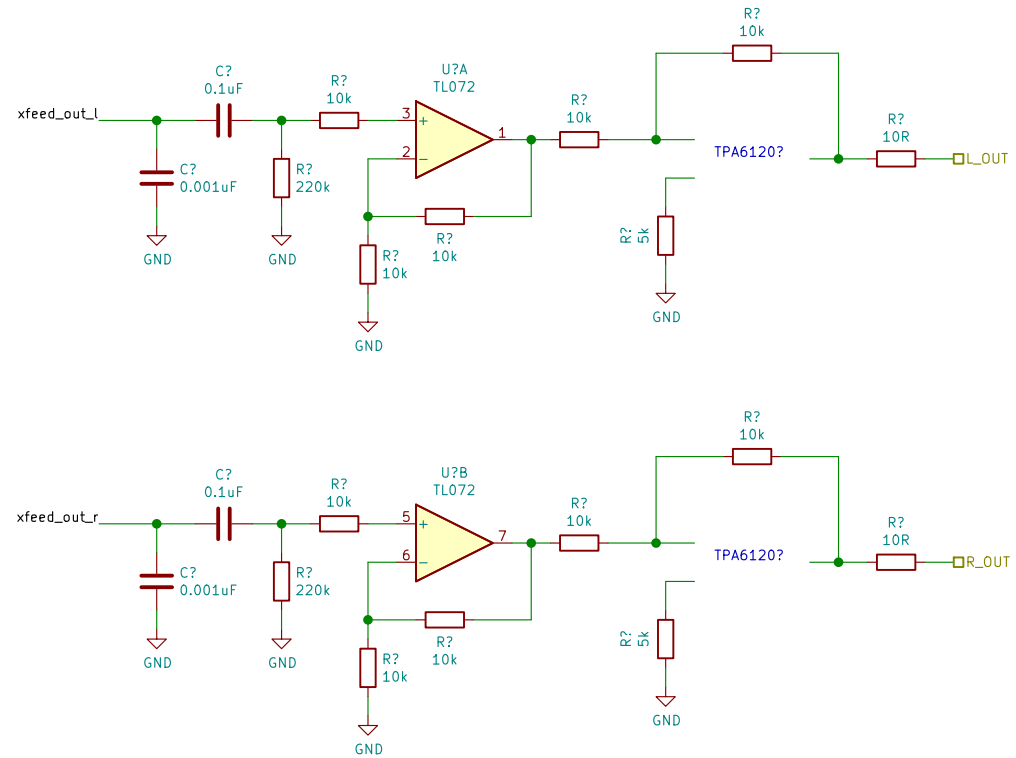 R?
10k
C?
0.1uF
R?
10k
U?A
TL072
R?
10k
R?
10R
xfeed_out_l
3
+
1
2
−
TPA6120?
L_OUT
C?
0.001uF
R?
220k
R?
10k
R?
5k
R?
10k
GND
GND
GND
GND
R?
10k
C?
0.1uF
R?
10k
U?B
TL072
R?
10k
R?
10R
xfeed_out_r
5
+
7
6
−
TPA6120?
R_OUT
C?
0.001uF
R?
220k
R?
10k
R?
5k
R?
10k
GND
GND
GND
GND